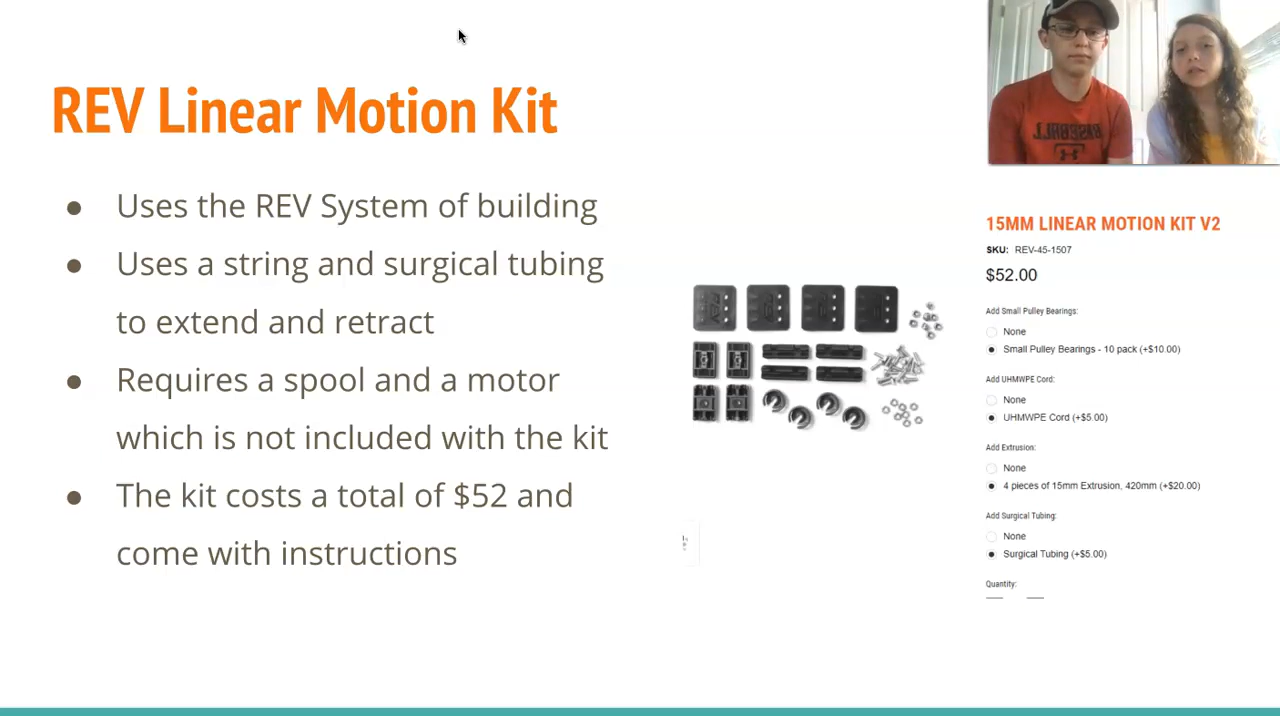 REV Linear Motion Kit
● Uses the REV System of building
● Uses a string and surgical tubing
to extend and retract
● Requires a spool and a motor
which is not included with the kit
● The kit costs a total of $52 and
come with instructions
BASEBALL
15MM LINEAR MOTION KIT V2
SKU: REV-45-1507
$52.00
Add Small Pulley Bearings:
None
Small Pulley Bearings - 10 pack (+$10.00)
Add UHMWPE Cord:
None
UHMWPE Cord (+$5.00)
Add Extrusion:
None
4 pieces of 15mm Extrusion, 420mm (+$20.00)
Add Surgical Tubing:
None
Surgical Tubing (+$5.00)
Quantity: